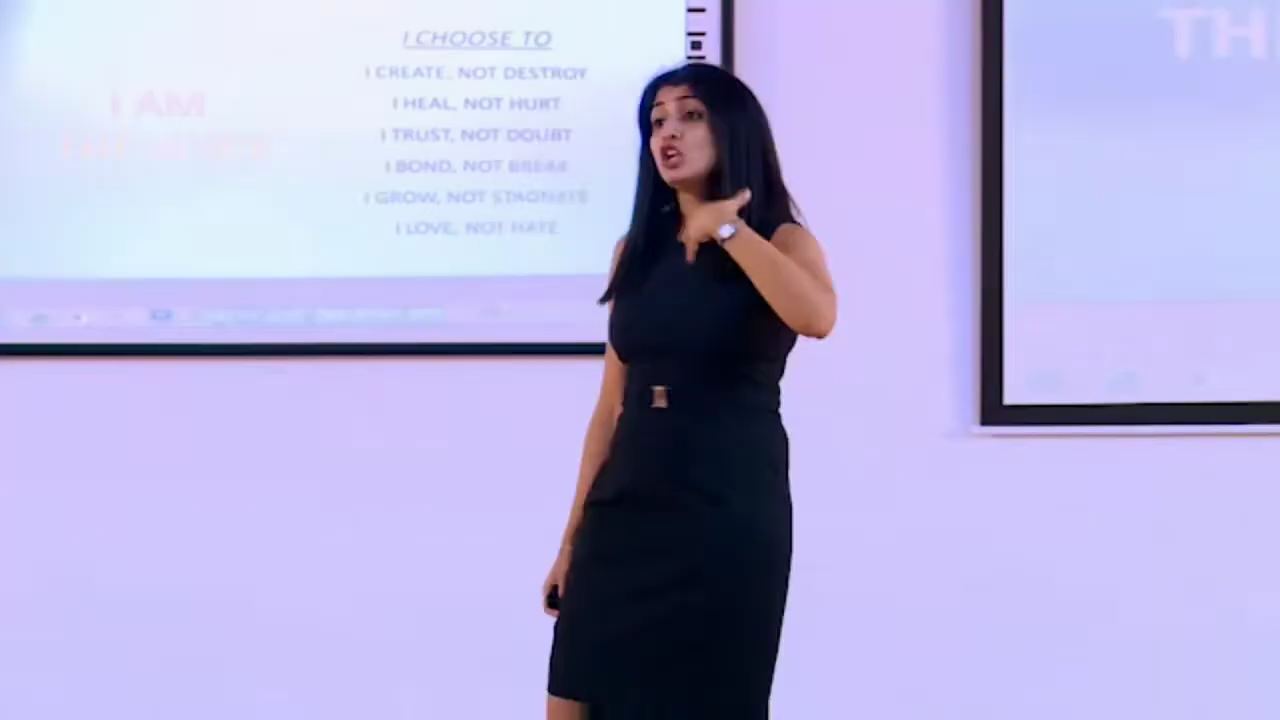 I AM
I CHOOSE TO
I CREATE, NOT DESTROY
I HEAL, NOT HURT
I TRUST, NOT DOUBT
I BOND, NOT BREAK
I GROW, NOT STAGNATE
I LOVE, NOT HATE
TH